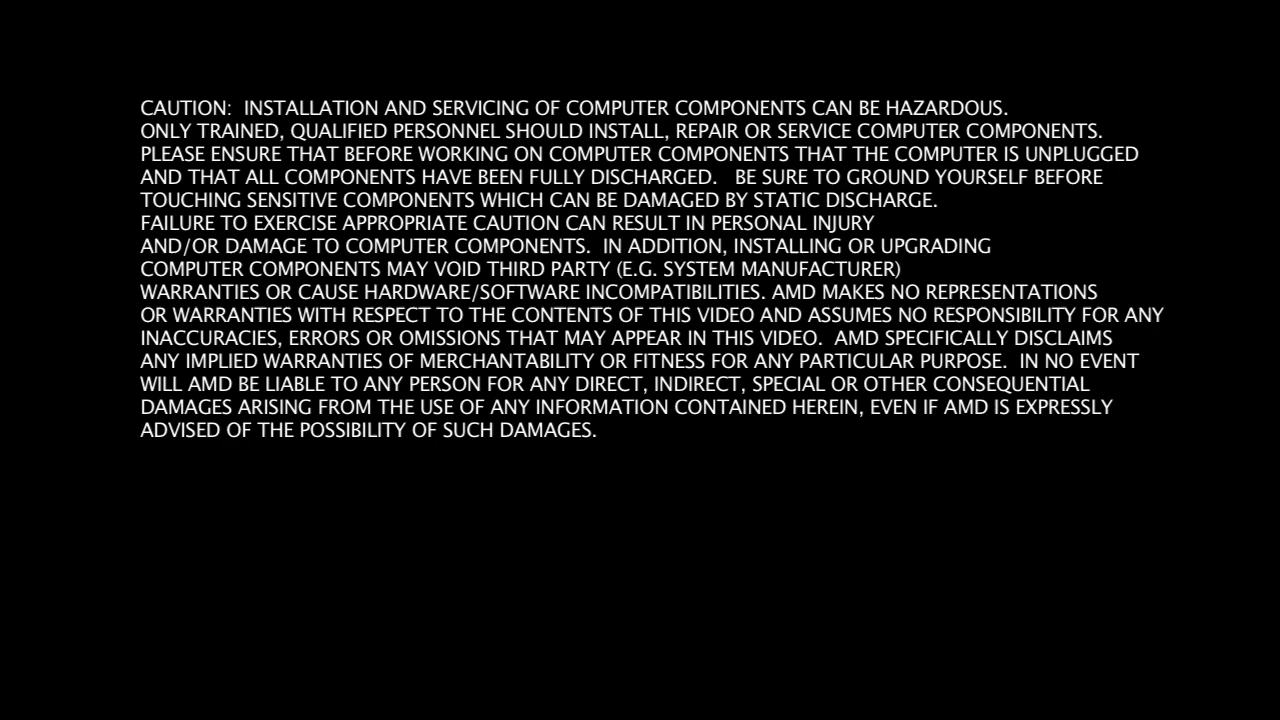 CAUTION:  INSTALLATION AND SERVICING OF COMPUTER COMPONENTS CAN BE HAZARDOUS.
ONLY TRAINED, QUALIFIED PERSONNEL SHOULD INSTALL, REPAIR OR SERVICE COMPUTER COMPONENTS.
PLEASE ENSURE THAT BEFORE WORKING ON COMPUTER COMPONENTS THAT THE COMPUTER IS UNPLUGGED
AND THAT ALL COMPONENTS HAVE BEEN FULLY DISCHARGED.   BE SURE TO GROUND YOURSELF BEFORE
TOUCHING SENSITIVE COMPONENTS WHICH CAN BE DAMAGED BY STATIC DISCHARGE.
FAILURE TO EXERCISE APPROPRIATE CAUTION CAN RESULT IN PERSONAL INJURY
AND/OR DAMAGE TO COMPUTER COMPONENTS.  IN ADDITION, INSTALLING OR UPGRADING
COMPUTER COMPONENTS MAY VOID THIRD PARTY (E.G. SYSTEM MANUFACTURER)
WARRANTIES OR CAUSE HARDWARE/SOFTWARE INCOMPATIBILITIES. AMD MAKES NO REPRESENTATIONS
OR WARRANTIES WITH RESPECT TO THE CONTENTS OF THIS VIDEO AND ASSUMES NO RESPONSIBILITY FOR ANY
INACCURACIES, ERRORS OR OMISSIONS THAT MAY APPEAR IN THIS VIDEO.  AMD SPECIFICALLY DISCLAIMS
ANY IMPLIED WARRANTIES OF MERCHANTABILITY OR FITNESS FOR ANY PARTICULAR PURPOSE.  IN NO EVENT
WILL AMD BE LIABLE TO ANY PERSON FOR ANY DIRECT, INDIRECT, SPECIAL OR OTHER CONSEQUENTIAL
DAMAGES ARISING FROM THE USE OF ANY INFORMATION CONTAINED HEREIN, EVEN IF AMD IS EXPRESSLY
ADVISED OF THE POSSIBILITY OF SUCH DAMAGES.